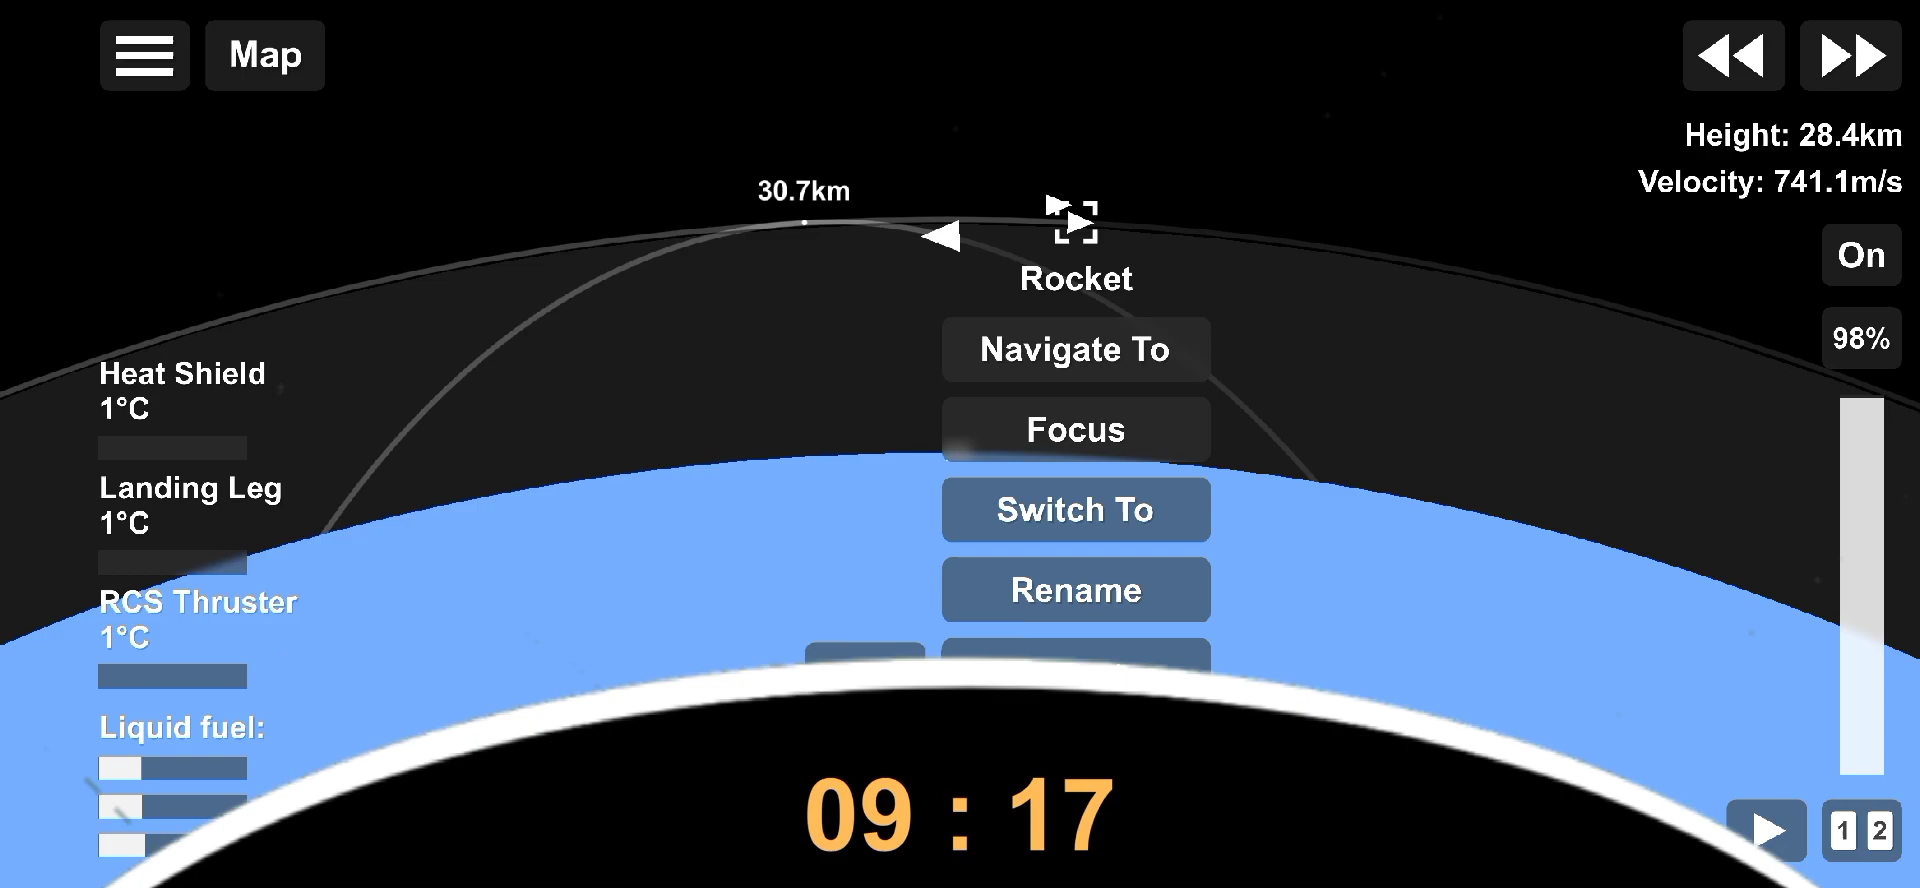 Map
Height: 28.4km
Velocity: 741.1m/s
30.7km
On
Rocket
98%
Navigate To
Heat Shield
1°C
Focus
Landing Leg
1°C
Switch To
RCS Thruster
1°C
Rename
Liquid fuel:
09 : 17
1 2